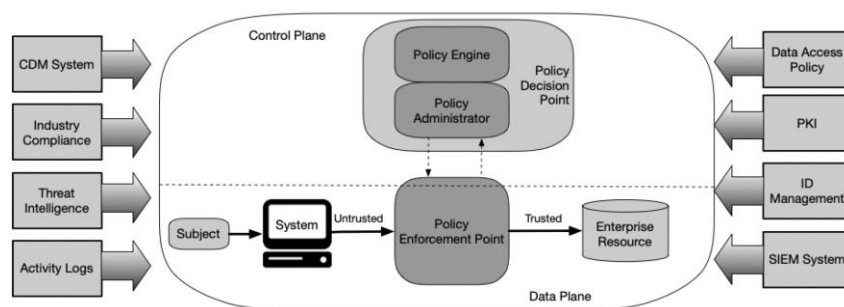 Control Plane
CDM System
Industry
Compliance
Threat
Intelligence
Activity Logs
Policy Engine
Policy
Administrator
Policy
Decision
Point
Data Access
Policy
PKI
ID
Management
SIEM System
Subject
System
Untrusted
Policy
Enforcement Point
Trusted
Enterprise
Resource
Data Plane